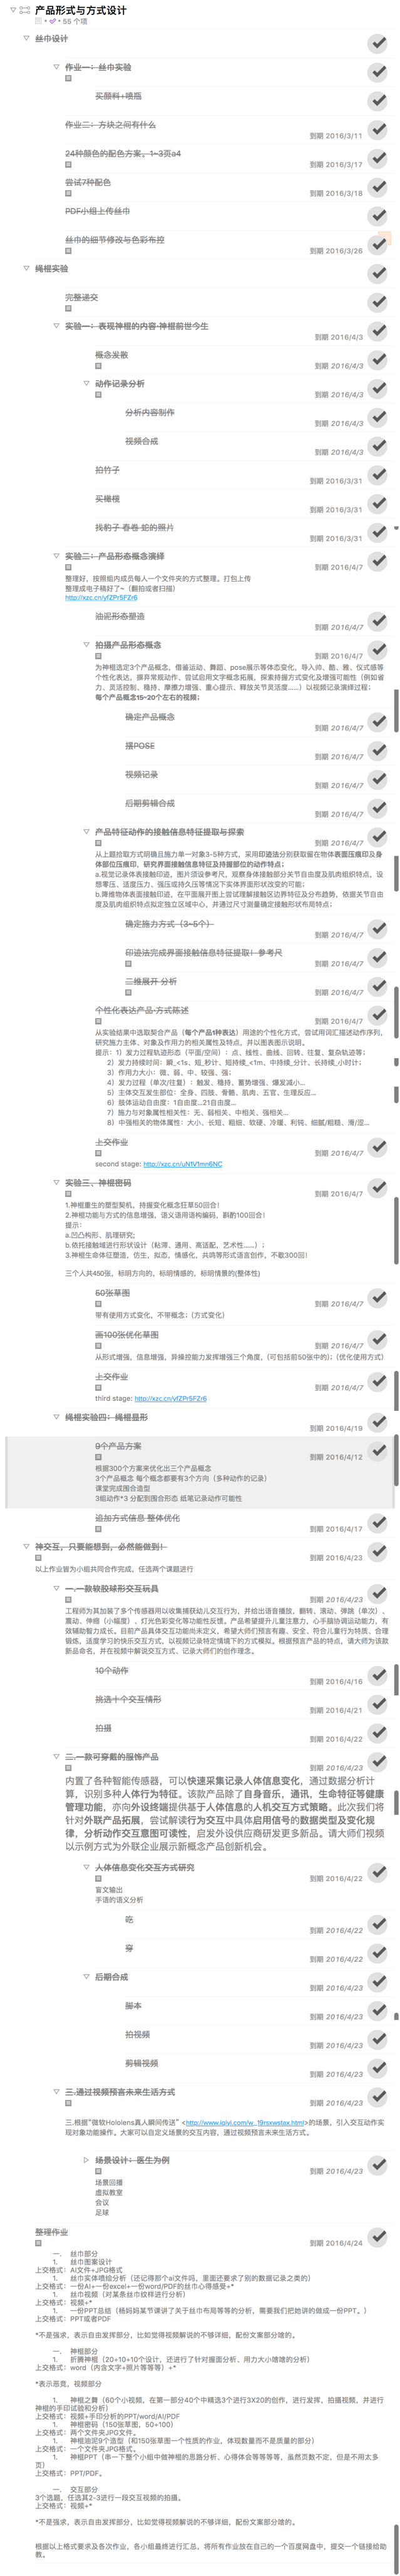 产品形式与方式设计
• 55 个项
丝巾设计
作业一：丝巾实验
买颜料+喷瓶
作业二：方块之间有什么
到期 2016/3/11
24种颜色的配色方案。1~3页a4
到期 2016/3/17
尝试7种配色
到期 2016/3/18
PDF小组上传丝巾
丝巾的细节修改与色彩布控
到期 2016/3/26
绳棍实验
完整递交
实验一：表现神棍的内容-神棍前世今生
到期 2016/4/3
概念发散
到期 2016/4/3
动作记录分析
到期 2016/4/3
分析内容制作
到期 2016/4/3
视频合成
到期 2016/4/3
拍竹子
到期 2016/3/31
买橄榄
到期 2016/3/31
找豹子 春卷 蛇的照片
到期 2016/3/31
实验二：产品形态概念演绎
到期 2016/4/7
整理好，按照组内成员每人一个文件夹的方式整理。打包上传
整理成电子稿好了~（翻拍或者扫描）
http://xzc.cn/yfZPr5FZr6
油泥形态塑造
到期 2016/4/7
拍摄产品形态概念
到期 2016/4/7
为神棍选定3个产品概念，借鉴运动、舞蹈、pose展示等体态变化，导入帅、酷、雅、仪式感等
个性化表达，摒弃常规动作、尝试启用文字概念拓展，探索持握方式变化及增强可能性（例如省
力、灵活控制、稳持、摩擦力增强、重心提示、释放关节灵活度……）以视频记录演绎过程；
每个产品概念15~20个左右的视频；
确定产品概念
到期 2016/4/7
摆POSE
到期 2016/4/7
视频记录
到期 2016/4/7
后期剪辑合成
到期 2016/4/7
产品特征动作的接触信息特征提取与探索
到期 2016/4/7
从上题拾取方式明确且施力单一对象3-5种方式，采用印迹法分别获取留在物体表面压痕印及身
体部位压痕印，研究界面接触信息特征及持握部位的动作特点；
a.视觉记录体表接触印迹，图片须设参考尺，观察身体接触部分关节自由度及肌肉组织特点，设
想零压、适度压力、强压或持久压等情况下实体界面形状改变的可能；
b.降维物体表面接触印迹，在平面展开图上尝试理解接触区边界特征及分布趋势，依据关节自由
度及肌肉组织特点拟定独立区域中心，并通过尺寸测量确定接触形状布局特点；
确定施力方式（3~5个）
到期 2016/4/7
印迹法完成界面接触信息特征提取！参考尺
到期 2016/4/7
二维展开 分析
到期 2016/4/7
个性化表达产品-方式陈述
到期 2016/4/7
从实验结果中选取契合产品（每个产品1种表达）用途的个性化方式，尝试用词汇描述动作序列，
研究施力主体、对象及作用力的相关属性及特点，并以图表图示说明。
提示：1）发力过程轨迹形态（平面/空间）：点、线性、曲线、回转、往复，复杂轨迹等；
2）发力持续时间：瞬_<1s、短_秒计、短持续_<1m、中持续_分计、长持续_小时计；
3）作用力大小：微、弱、中、较强、强；
4）发力过程（单次/往复）：触发、稳持、蓄势增强、爆发减小…
5）主体交互发生部位：全身、四肢、骨骼、肌肉、五官、生理反应…
6）肢体运动自由度：1自由度…21自由度…
7）施力与对象属性相关性：无、弱相关、中相关、强相关…
8）中强相关的物体属性：大小、长短、粗细、软硬、冷暖、利钝、细腻/粗糙、滑/涩…
上交作业
到期 2016/4/7
second stage: http://xzc.cn/uN1V1mn6NC
实验三、神棍密码
到期 2016/4/7
1.神棍重生的塑型契机，持握变化概念狂草50回合！
2.神棍功能与方式的信息增强，语义语用语构编码，斟酌100回合！
提示：
a.凹凸构形、肌理研究;
b.依托接触域进行形状设计（粘滞、通用、高适配，艺术性……）；
3.神棍生命体征塑造，仿生，拟态，情感化，共鸣等形式语言创作，不歇300回！
三个人共450张，标明方向的，标明情感的，标明情景的(整体性)
50张草图
到期 2016/4/7
带有使用方式变化，不带概念；（方式变化）
画100张优化草图
到期 2016/4/7
从形式增强，信息增强，异操控能力发挥增强三个角度，（可包括前50张中的)；（优化使用方式）
上交作业
到期 2016/4/7
third stage: http://xzc.cn/yfZPr5FZr6
绳棍实验四：绳棍显形
到期 2016/4/19
9个产品方案
到期 2016/4/12
根据300个方案来优化出三个产品概念
3个产品概念 每个概念都要有3个方向（多种动作的记录）
课堂完成围合造型
3组动作*3 分配到围合形态 纸笔记录动作可能性
追加方式信息 整体优化
到期 2016/4/17
神交互，只要能想到，必然能做到！
到期 2016/4/23
以上作业皆为小组共同合作完成，任选两个课题进行
一.一款软胶球形交互玩具
到期 2016/4/23
工程师为其加装了多个传感器用以收集捕获幼儿交互行为，并给出语音播放，翻转、滚动、弹跳（单次）、
震动、伸缩（小幅度）、灯光色彩变化等功能性反馈。产品希望提升儿童注意力，心手脑协调运动能力，有
效辅助智力成长。目前产品具体交互功能尚未定义，希望大师们预言有趣、安全、符合儿童行为特质、合理
锻炼，适度学习的快乐交互方式，以视频记录特定情境下的方式模拟。根据预言产品的特点，请大师为该款
新品命名，并在视频中解说交互方式、记录大师们的创作理念。
10个动作
到期 2016/4/16
挑选十个交互情形
到期 2016/4/21
拍摄
到期 2016/4/22
二.一款可穿戴的服饰产品
到期 2016/4/23
内置了各种智能传感器，可以快速采集记录人体信息变化，通过数据分析计
算，识别多种人体行为特征。该款产品除了自身音乐，通讯，生命特征等健康
管理功能，亦向外设终端提供基于人体信息的人机交互方式策略。此次我们将
针对外联产品拓展，尝试解读行为交互中具体启用信号的数据类型及变化规
律，分析动作交互意图可读性，启发外设供应商研发更多新品。请大师们视频
以示例方式为外联企业展示新概念产品创新机会。
人体信息变化交互方式研究
到期 2016/4/22
盲文输出
手语的语义分析
吃
到期 2016/4/22
穿
到期 2016/4/22
后期合成
到期 2016/4/23
脚本
到期 2016/4/23
拍视频
到期 2016/4/23
剪辑视频
到期 2016/4/23
三.通过视频预言未来生活方式
到期 2016/4/23
三.根据"微软Hololens真人瞬间传送" <http://www.iqiyi.com/w_19rsxwstax.html>的场景，引入交互动作实
现对象功能操作。大家可以自定义场景的交互内容，通过视频预言未来生活方式。
场景设计：医生为例
到期 2016/4/23
场景回播
虚拟教室
会议
足球
整理作业
到期 2016/4/24
一. 丝巾部分
1. 丝巾图案设计
上交格式：AI文件+JPG格式
1. 丝巾实体喷绘分析（还记得那个ai文件吗，里面还要求了别的数据记录之类的）
上交格式：一份AI+一份excel+一份word/PDF的丝巾心得感受+*
1. 丝巾视频（对某条丝巾纹样进行分析）
上交格式：视频+*
1. 一份PPT总结（杨妈妈某节课讲了关于丝巾布局等等的分析，需要我们把她讲的做成一份PPT。）
上交格式：PPT或者PDF
*不是强求，表示自由发挥部分，比如觉得视频解说的不够详细，配份文案部分啥的。
一. 神棍部分
1. 折腾神棍（20+10+10个设计，还进行了针对握面分析、用力大小啥啥的分析）
上交格式：word（内含文字+照片等等等）+*
*表示恶竟，视频部分
1. 神棍之舞（60个小视频，在第一部分40个中精选3个进行3X20的创作，进行发挥，拍摄视频，并进行
神棍的手印试验和分析）
上交格式：视频+手印分析的PPT/word/AI/PDF
1. 神棍密码（150张草图，50+100）
上交格式：两个文件夹JPG文件。
1. 神棍油泥9个造型（和150张草图一个性质的作业，体现数量而不是质量的部分）
上交格式：一个文件夹JPG格式。
1. 神棍PPT（串一下整个小组中做神棍的思路分析、心得体会等等等等，虽然页数不定，但是不用太多
页）
上交格式：PPT/PDF。
一. 交互部分
3个选题，任选其2-3进行一段交互视频的拍摄。
上交格式：视频+*
*不是强求，表示自由发挥部分，比如觉得视频解说的不够详细，配份文案部分啥的。
根据以上格式要求及各次作业，各小组最终进行汇总，将所有作业放在自己的一个百度网盘中，提交一个链接给助
教。